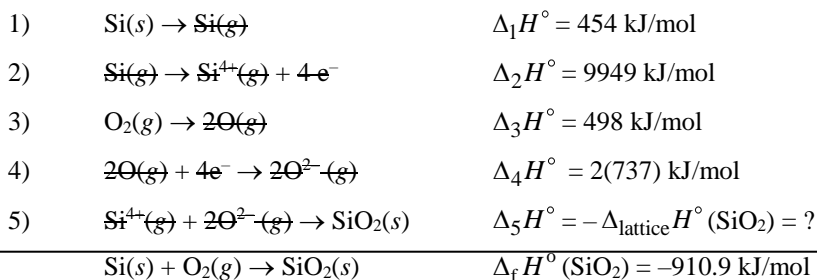 1) Si(s) → Si(g) Δ₁H° = 454 kJ/mol
2) Si(g) → Si⁴⁺(g) + 4 e⁻ Δ₂H° = 9949 kJ/mol
3) O₂(g) → 2O(g) Δ₃H° = 498 kJ/mol
4) 2O(g) + 4e⁻ → 2O²⁻ (g) Δ₄H° = 2(737) kJ/mol
5) Si⁴⁺(g) + 2O²⁻ (g) → SiO₂(s) Δ₅H° = – Δlattice H° (SiO₂) = ?
Si(s) + O₂(g) → SiO₂(s) ΔfH° (SiO₂) = –910.9 kJ/mol